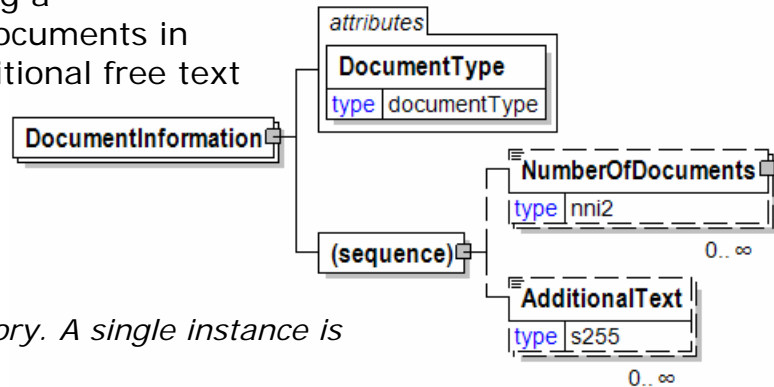 g a
ocuments in
itional free text
attributes
DocumentType
type documentType
DocumentInformation
NumberOfDocuments
type nni2
0.. ∞
(sequence)
AdditionalText
type s255
ory. A single instance is
0.. ∞